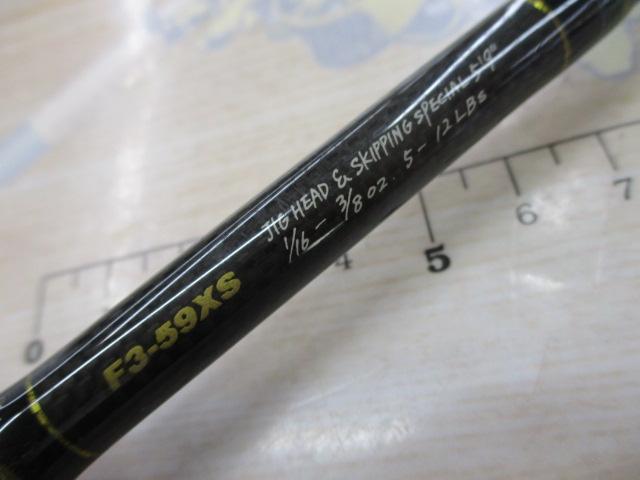 JIG HEAD & SKIPPING SPECIAL 5'9"
1/16 - 3/8 OZ. 5 - 12 LBS
F3-59XS
0 4 5 6 7